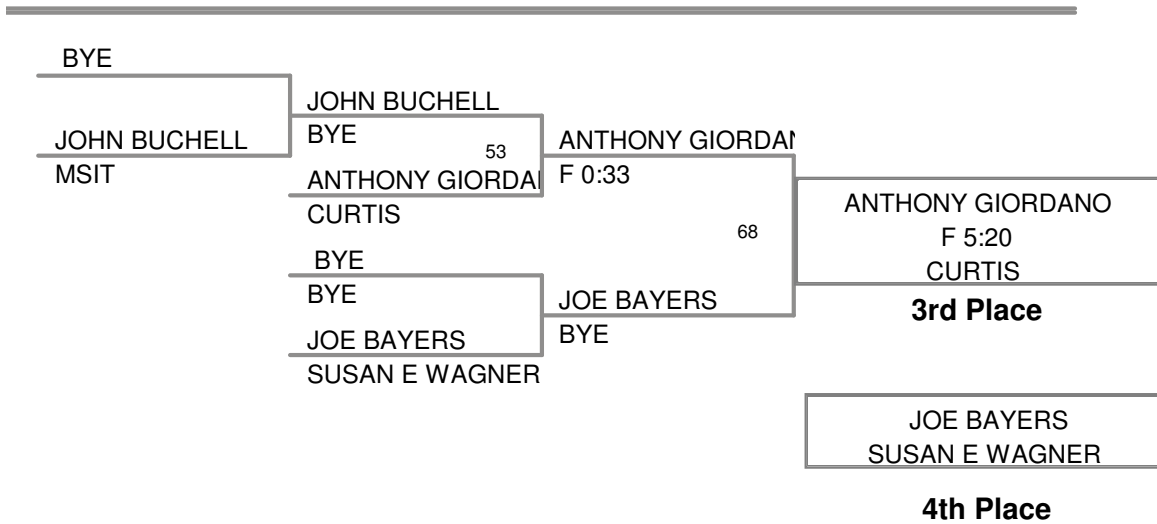 BYE
JOHN BUCHELL
MSIT
JOHN BUCHELL
BYE
53
ANTHONY GIORDA
CURTIS
BYE
BYE
JOE BAYERS
SUSAN E WAGNER
ANTHONY GIORDAN
F 0:33
68
JOE BAYERS
BYE
ANTHONY GIORDANO
F 5:20
CURTIS
3rd Place
JOE BAYERS
SUSAN E WAGNER
4th Place